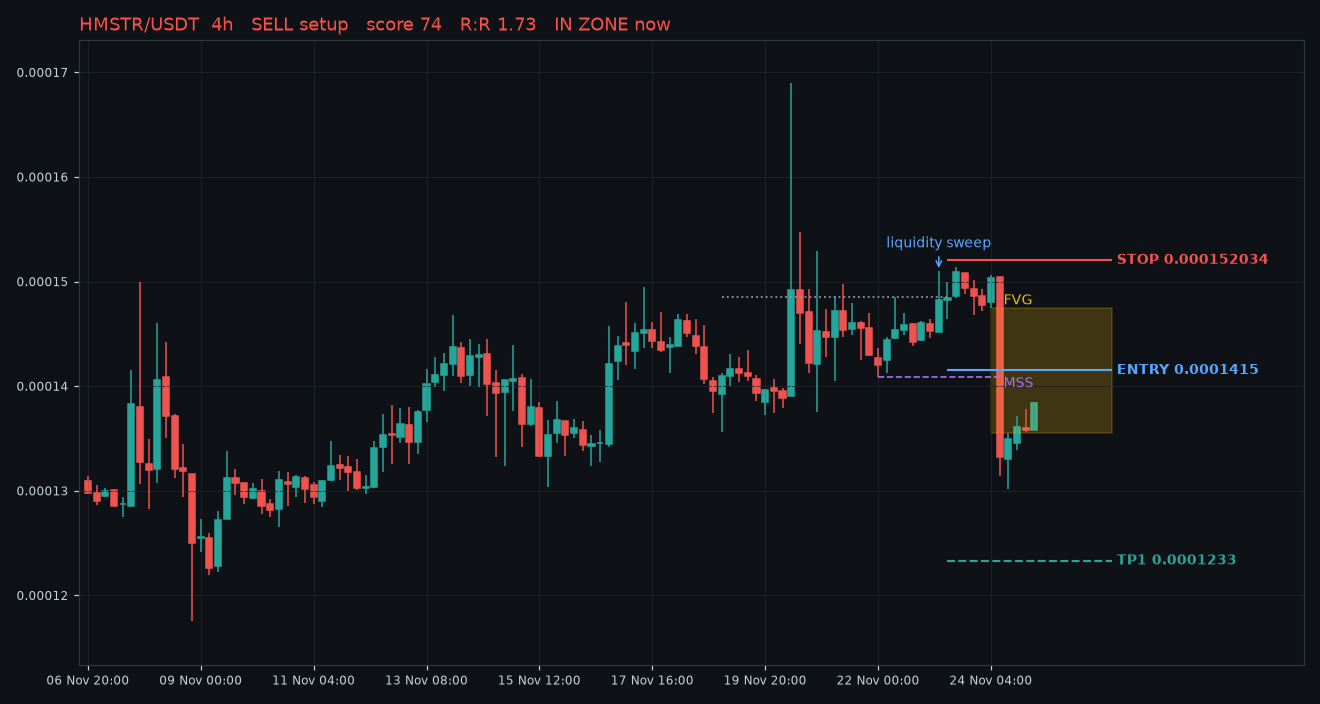 HMSTR/USDT 4h SELL setup score 74 R:R 1.73 IN ZONE now
0.00017
0.00016
liquidity sweep
STOP 0.000152034
0.00015
FVG
ENTRY 0.0001415
MSS
0.00014
0.00013
TP1 0.0001233
0.00012
06 Nov 20:00 09 Nov 00:00 11 Nov 04:00 13 Nov 08:00 15 Nov 12:00 17 Nov 16:00 19 Nov 20:00 22 Nov 00:00 24 Nov 04:00